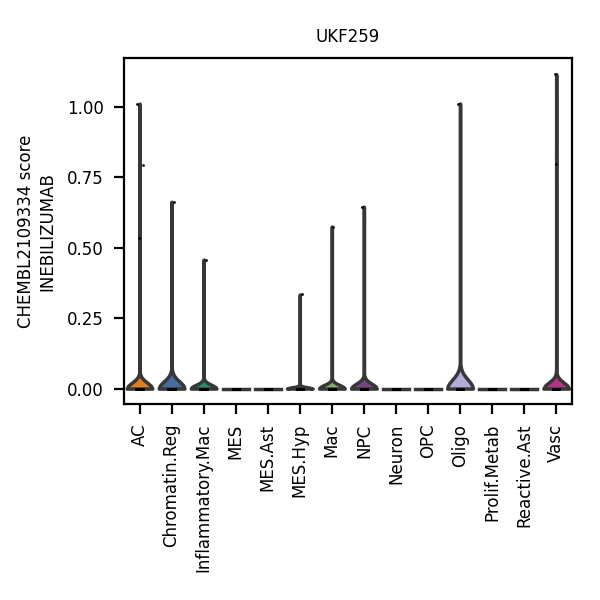 UKF259
CHEMBL2109334 score
INEBILIZUMAB
1.00
0.75
0.50
0.25
0.00
AC
Chromatin.Reg
Inflammatory.Mac
MES
MES.Ast
MES.Hyp
Mac
NPC
Neuron
OPC
Oligo
Prolif.Metab
Reactive.Ast
Vasc